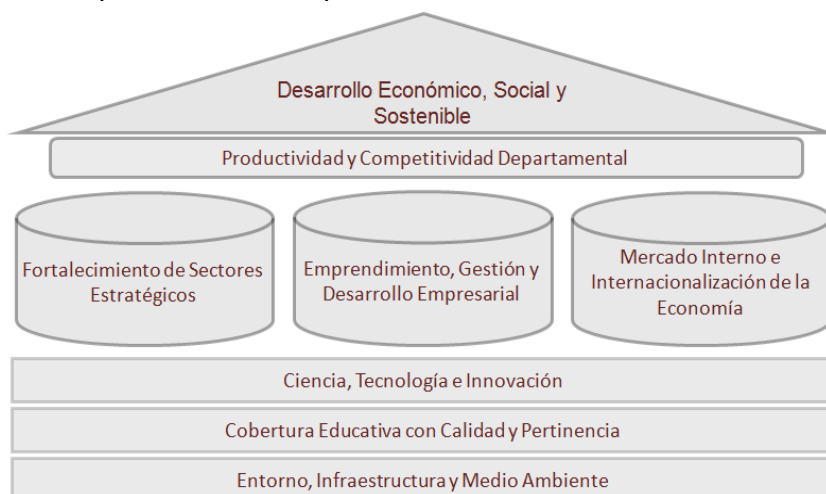 Desarrollo Económico, Social y
Sostenible
Productividad y Competitividad Departamental
Fortalecimiento de Sectores
Estratégicos
Emprendimiento, Gestión y
Desarrollo Empresarial
Mercado Interno e
Internacionalización de la
Economía
Ciencia, Tecnología e Innovación
Cobertura Educativa con Calidad y Pertinencia
Entorno, Infraestructura y Medio Ambiente